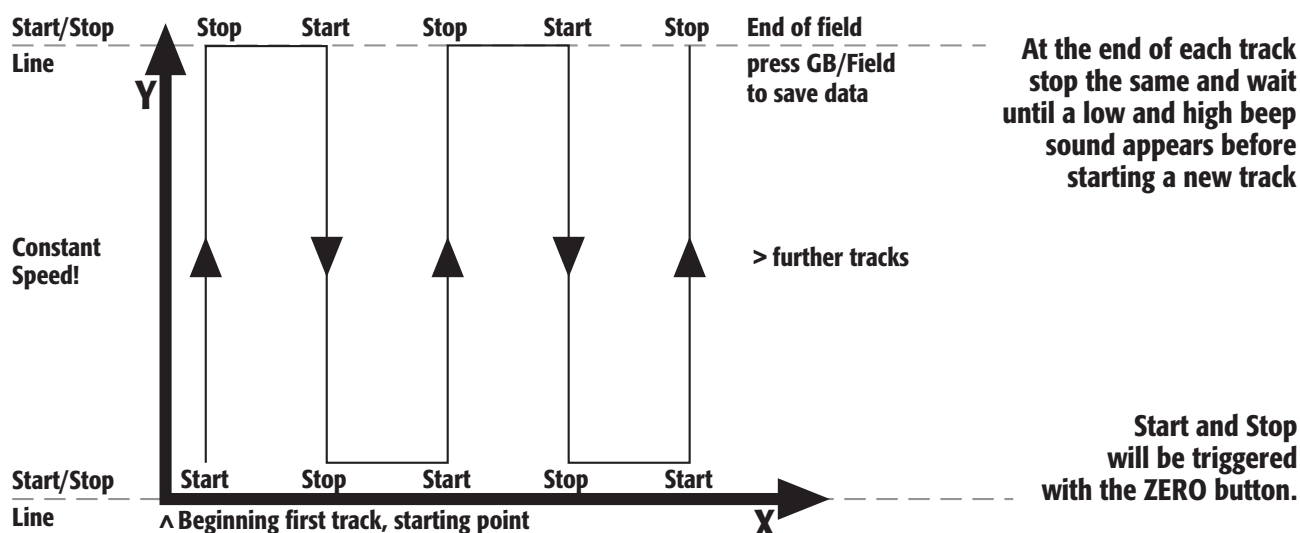 Start/Stop
Line
Stop Start Stop Start Stop
End of field
press GB/Field
to save data
At the end of each track
stop the same and wait
until a low and high beep
sound appears before
starting a new track
Y
Constant
Speed!
> further tracks
Start and Stop
will be triggered
with the ZERO button.
Start/Stop
Line
Start Stop Start Stop Start
^ Beginning first track, starting point
X